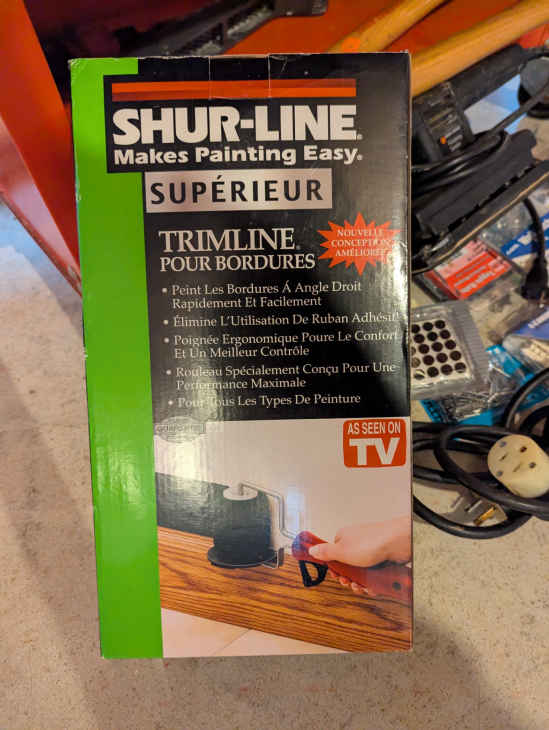 SHUR-LINE®
Makes Painting Easy®
SUPÉRIEUR
TRIMLINE®
POUR BORDURES
NOUVELLE
CONCEPTION
AMÉLIORÉE
• Peint Les Bordures Á Angle Droit
Rapidement Et Facilement
• Élimine L'Utilisation De Ruban Adhésif
• Poignée Ergonomique Poure Le Confort
Et Un Meilleur Contrôle
• Rouleau Spécialement Conçu Pour Une
Performance Maximale
• Pour Tous Les Types De Peinture
AS SEEN ON
TV